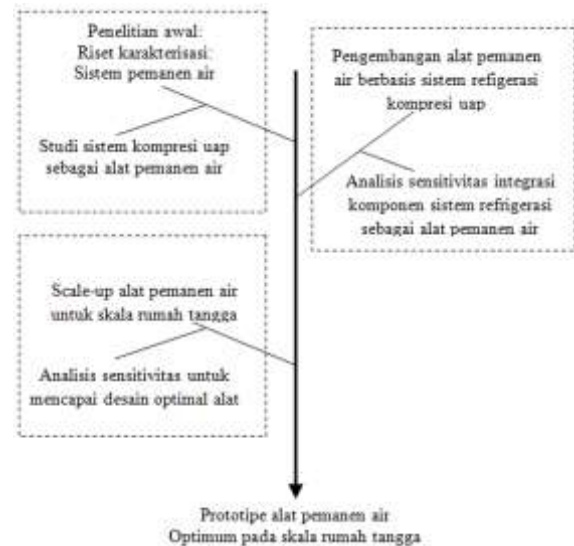 Penelitian awal:
Riset karakterisasi:
Sistem pemanen air
Studi sistem kompresi uap
sebagai alat pemanen air
Pengembangan alat pemanen
air berbasis sistem refrigerasi
kompresi uap
Analisis sensitivitas integrasi
komponen sistem refrigerasi
sebagai alat pemanen air
Scale-up alat pemanen air
untuk skala rumah tangga
Analisis sensitivitas untuk
mencapai desain optimal alat
Prototipe alat pemanen air
Optimum pada skala rumah tangga